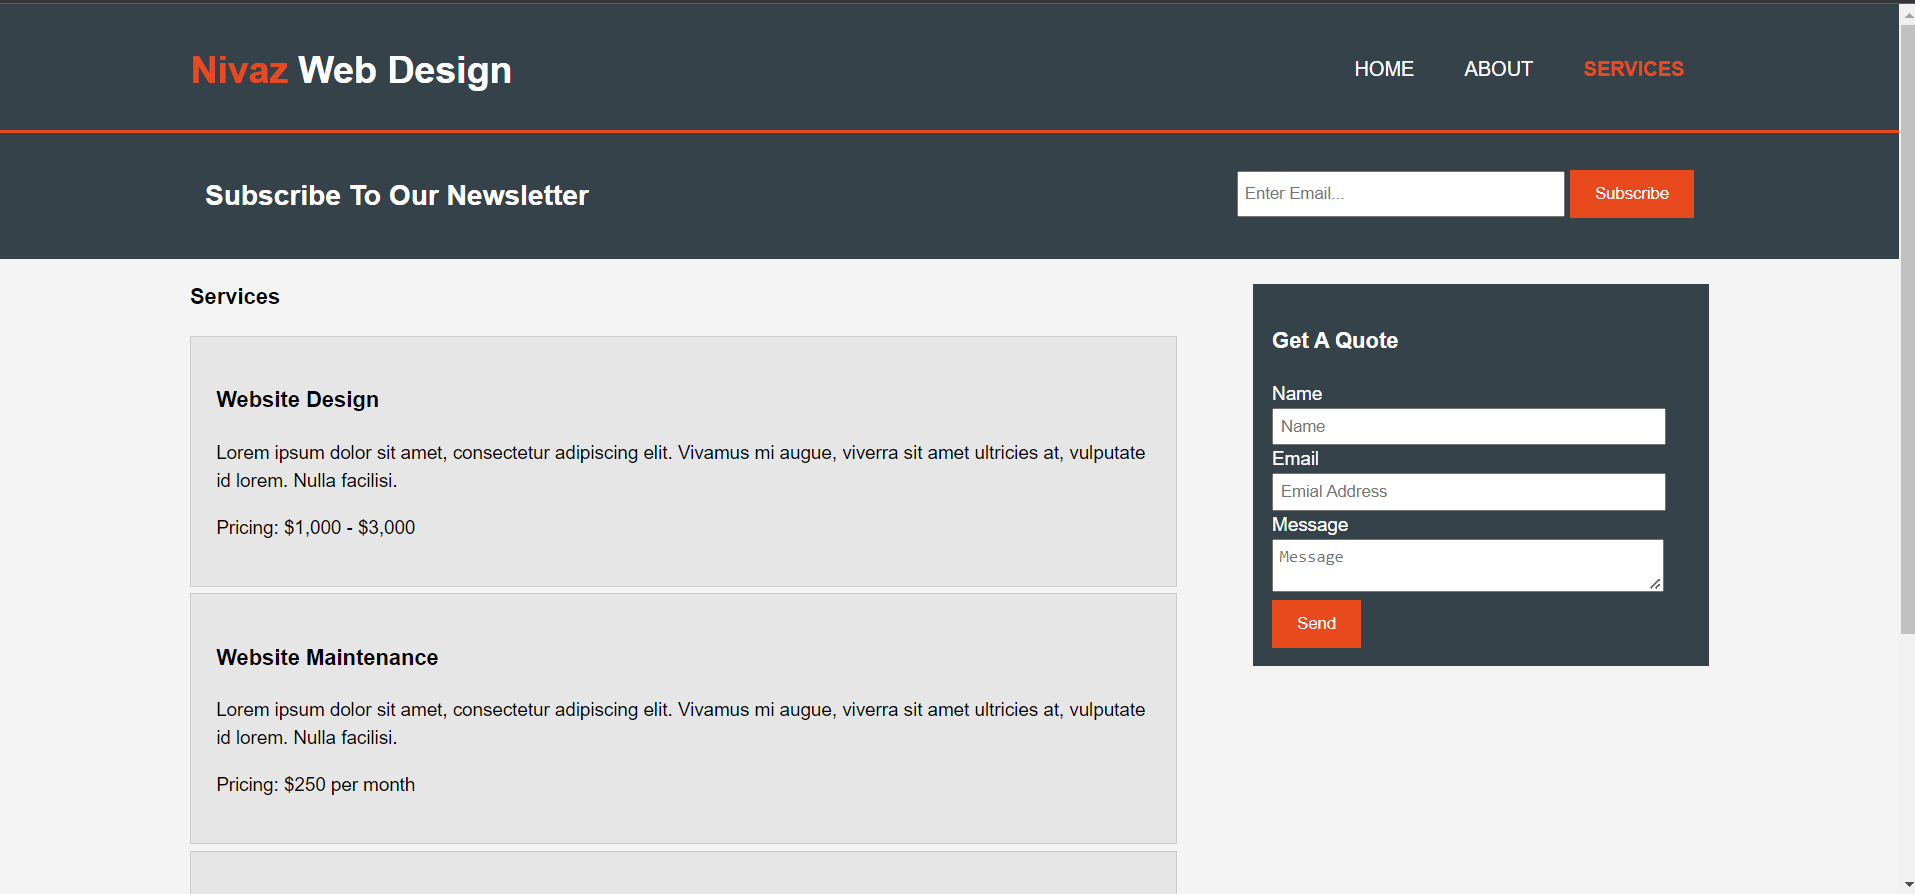 Nivaz Web Design
HOME ABOUT SERVICES
Subscribe To Our Newsletter
Enter Email...
Subscribe
Services
Website Design
Lorem ipsum dolor sit amet, consectetur adipiscing elit. Vivamus mi augue, viverra sit amet ultricies at, vulputate
id lorem. Nulla facilisi.
Pricing: $1,000 - $3,000
Website Maintenance
Lorem ipsum dolor sit amet, consectetur adipiscing elit. Vivamus mi augue, viverra sit amet ultricies at, vulputate
id lorem. Nulla facilisi.
Pricing: $250 per month
Get A Quote
Name
Name
Email
Emial Address
Message
Message
Send